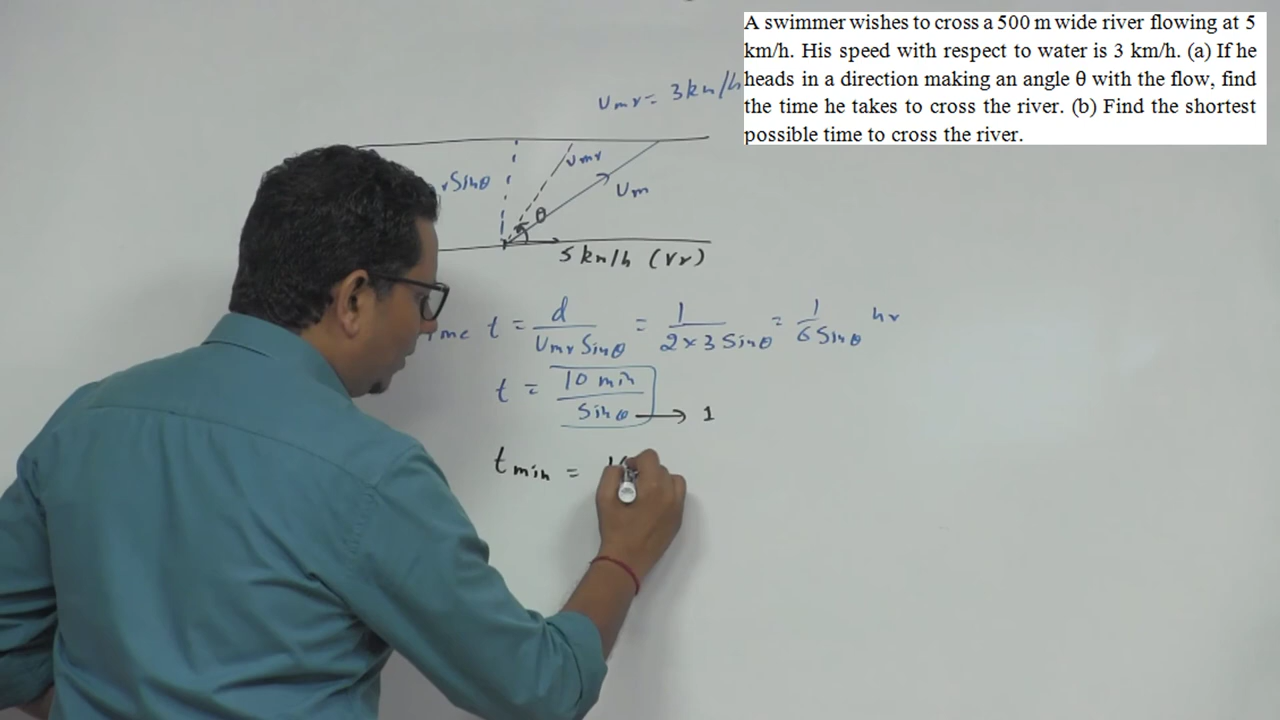 A swimmer wishes to cross a 500 m wide river flowing at 5
km/h. His speed with respect to water is 3 km/h. (a) If he
heads in a direction making an angle θ with the flow, find
the time he takes to cross the river. (b) Find the shortest
possible time to cross the river.
Vmr = 3km/h
Sinθ
Vmr
Vm
θ
5 km/h (Vr)
t = d / Vmr Sinθ = 1 / 2×3 Sinθ = 1 / 6 Sinθ hr
t = 10 min / Sinθ → 1
tmin =